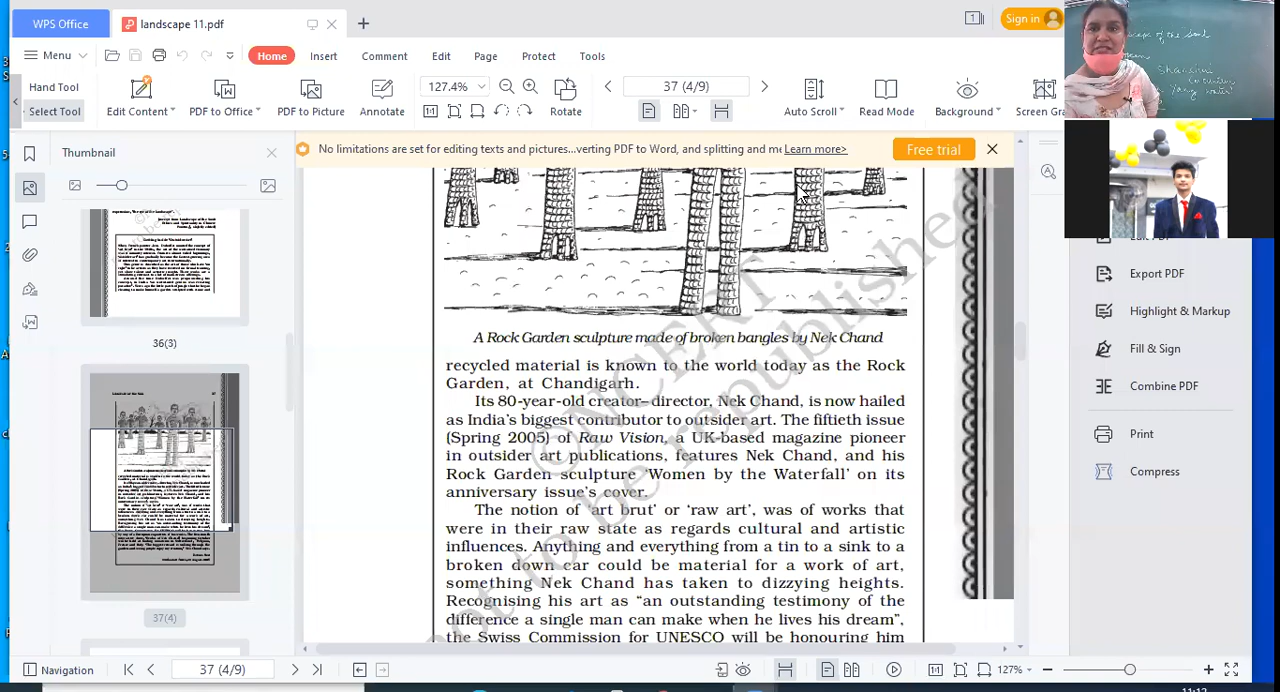 WPS Office
landscape 11.pdf
1
Sign in
Menu
Home
Insert
Comment
Edit
Page
Protect
Tools
Hand Tool
Select Tool
Edit Content
PDF to Office
PDF to Picture
Annotate
127.4%
Rotate
37 (4/9)
Auto Scroll
Read Mode
Background
Screen Gra
Thumbnail
No limitations are set for editing texts and pictures...verting PDF to Word, and splitting and me Learn more>
Free trial
36(3)
37(4)
A Rock Garden sculpture made of broken bangles by Nek Chand
recycled material is known to the world today as the Rock
Garden, at Chandigarh.
Its 80-year-old creator– director, Nek Chand, is now hailed
as India's biggest contributor to outsider art. The fiftieth issue
(Spring 2005) of Raw Vision, a UK-based magazine pioneer
in outsider art publications, features Nek Chand, and his
Rock Garden sculpture 'Women by the Waterfall' on its
anniversary issue's cover.
The notion of 'art brut' or 'raw art', was of works that
were in their raw state as regards cultural and artistic
influences. Anything and everything from a tin to a sink to a
broken down car could be material for a work of art,
something Nek Chand has taken to dizzying heights.
Recognising his art as “an outstanding testimony of the
difference a single man can make when he lives his dream”,
the Swiss Commission for UNESCO will be honouring him
©NCERT
not to be republished
Export PDF
Highlight & Markup
Fill & Sign
Combine PDF
Print
Compress
Navigation
37 (4/9)
127%